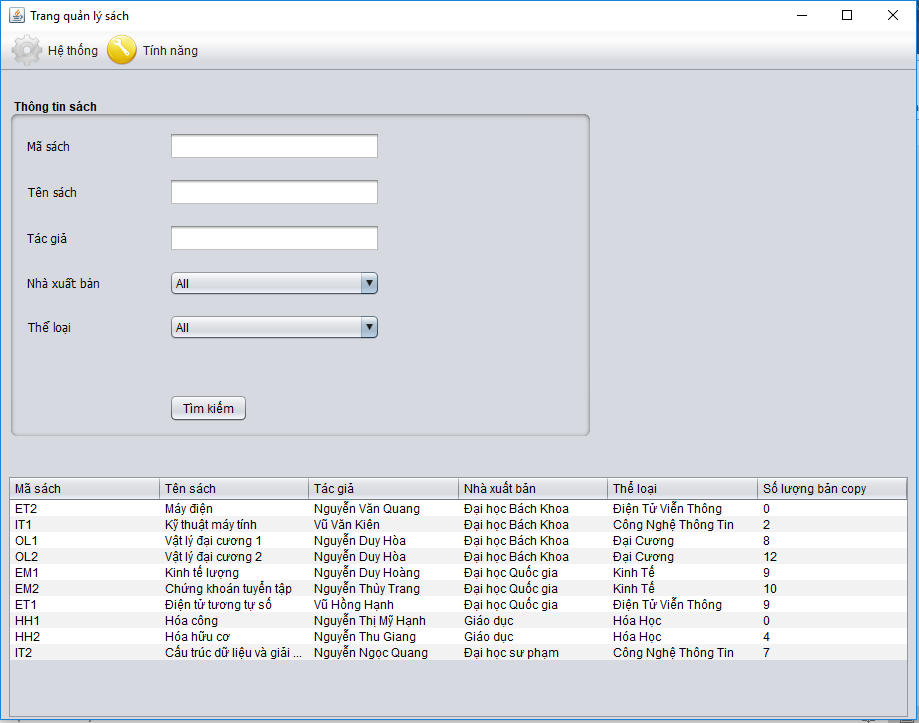 Trang quản lý sách
Hệ thống Tính năng
Thông tin sách
Mã sách
Tên sách
Tác giả
Nhà xuất bản All
Thể loại All
Tìm kiếm
Mã sách Tên sách Tác giả Nhà xuất bản Thể loại Số lượng bản copy
ET2 Máy điện Nguyễn Văn Quang Đại học Bách Khoa Điện Tử Viễn Thông 0
IT1 Kỹ thuật máy tính Vũ Văn Kiên Đại học Bách Khoa Công Nghệ Thông Tin 2
OL1 Vật lý đại cương 1 Nguyễn Duy Hòa Đại học Bách Khoa Đại Cương 8
OL2 Vật lý đại cương 2 Nguyễn Duy Hòa Đại học Bách Khoa Đại Cương 12
EM1 Kinh tế lượng Nguyễn Duy Hoàng Đại học Quốc gia Kinh Tế 9
EM2 Chứng khoán tuyển tập Nguyễn Thủy Trang Đại học Quốc gia Kinh Tế 10
ET1 Điện tử tương tự số Vũ Hồng Hạnh Đại học Quốc gia Điện Tử Viễn Thông 9
HH1 Hóa công Nguyễn Thị Mỹ Hạnh Giáo dục Hóa Học 0
HH2 Hóa hữu cơ Nguyễn Thu Giang Giáo dục Hóa Học 4
IT2 Cấu trúc dữ liệu và giải ... Nguyễn Ngọc Quang Đại học sư phạm Công Nghệ Thông Tin 7